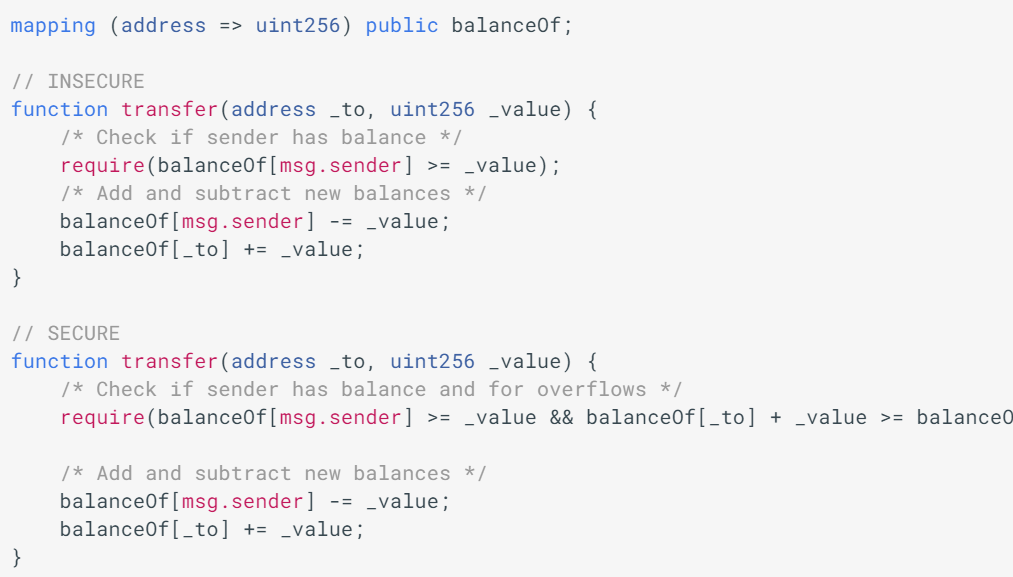 mapping (address => uint256) public balanceOf;

// INSECURE
function transfer(address _to, uint256 _value) {
    /* Check if sender has balance */
    require(balanceOf[msg.sender] >= _value);
    /* Add and subtract new balances */
    balanceOf[msg.sender] -= _value;
    balanceOf[_to] += _value;
}

// SECURE
function transfer(address _to, uint256 _value) {
    /* Check if sender has balance and for overflows */
    require(balanceOf[msg.sender] >= _value && balanceOf[_to] + _value >= balanceO

    /* Add and subtract new balances */
    balanceOf[msg.sender] -= _value;
    balanceOf[_to] += _value;
}